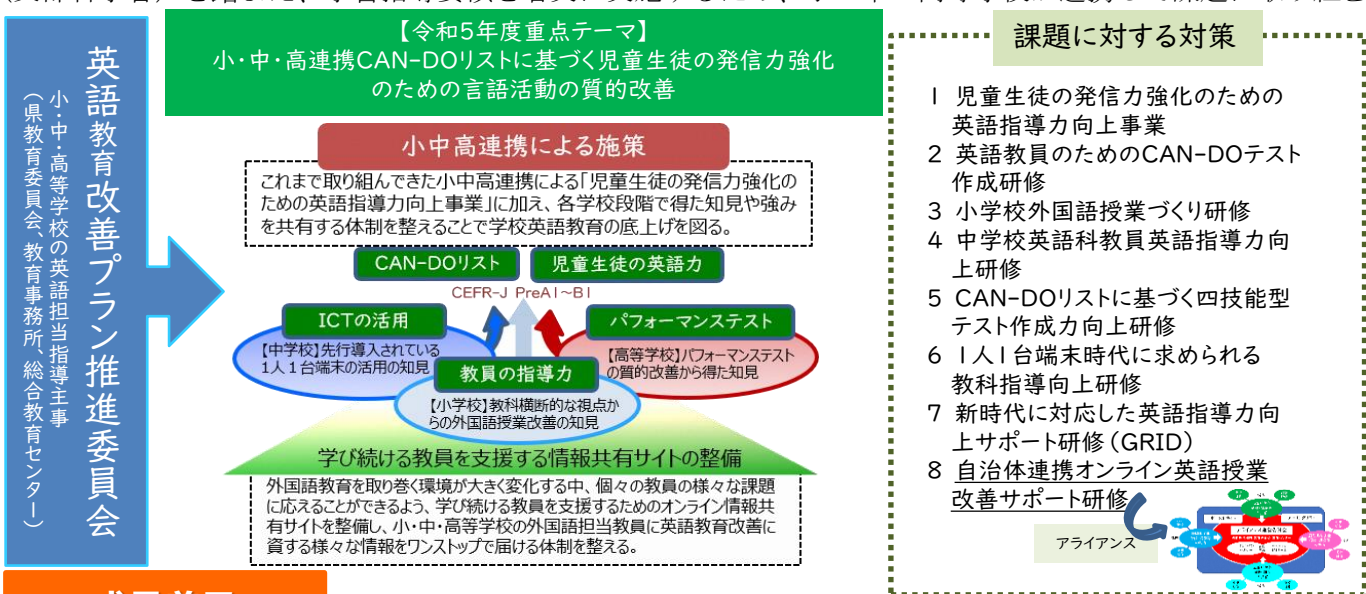 英語教育改善プラン推進委員会
小・中・高等学校の英語担当指導主事
（県教育委員会、教育事務所、総合教育センター）
【令和5年度重点テーマ】
小・中・高連携CAN-DOリストに基づく児童生徒の発信力強化
のための言語活動の質的改善
小中高連携による施策
これまで取り組んできた小中高連携による「児童生徒の発信力強化の
ための英語指導力向上事業」に加え、各学校段階で得た知見や強み
を共有する体制を整えることで学校英語教育の底上げを図る。
CAN-DOリスト
児童生徒の英語力
CEFR-J PreA1~B1
ICTの活用
【中学校】先行導入されている
1人1台端末の活用の知見
パフォーマンステスト
【高等学校】パフォーマンステスト
の質的改善から得た知見
教員の指導力
【小学校】教科横断的な視点か
らの外国語授業改善の知見
学び続ける教員を支援する情報共有サイトの整備
外国語教育を取り巻く環境が大きく変化する中、個々の教員の様々な課題
に応えることができるよう、学び続ける教員を支援するためのオンライン情報共
有サイトを整備し、小・中・高等学校の外国語担当教員に英語教育改善に
資する様々な情報をワンストップで届ける体制を整える。
課題に対する対策
1 児童生徒の発信力強化のための
英語指導力向上事業
2 英語教員のためのCAN-DOテスト
作成研修
3 小学校外国語授業づくり研修
4 中学校英語科教員英語指導力向
上研修
5 CAN-DOリストに基づく四技能型
テスト作成力向上研修
6 1人1台端末時代に求められる
教科指導向上研修
7 新時代に対応した英語指導力向
上サポート研修（GRID）
8 自治体連携オンライン英語授業
改善サポート研修
アライアンス